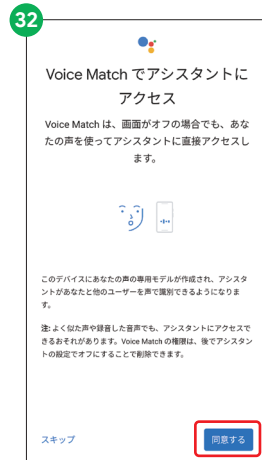 32
Voice Match でアシスタントに
アクセス
Voice Match は、画面がオフの場合でも、あな
たの声を使ってアシスタントに直接アクセスし
ます。
このデバイスにあなたの声の専用モデルが作成され、アシスタ
ントがあなたと他のユーザーを声で識別できるようになりま
す。
注: よく似た声や録音した音声でも、アシスタントにアクセスで
きるおそれがあります。Voice Match の権限は、後でアシスタン
トの設定でオフにすることで削除できます。
スキップ
同意する